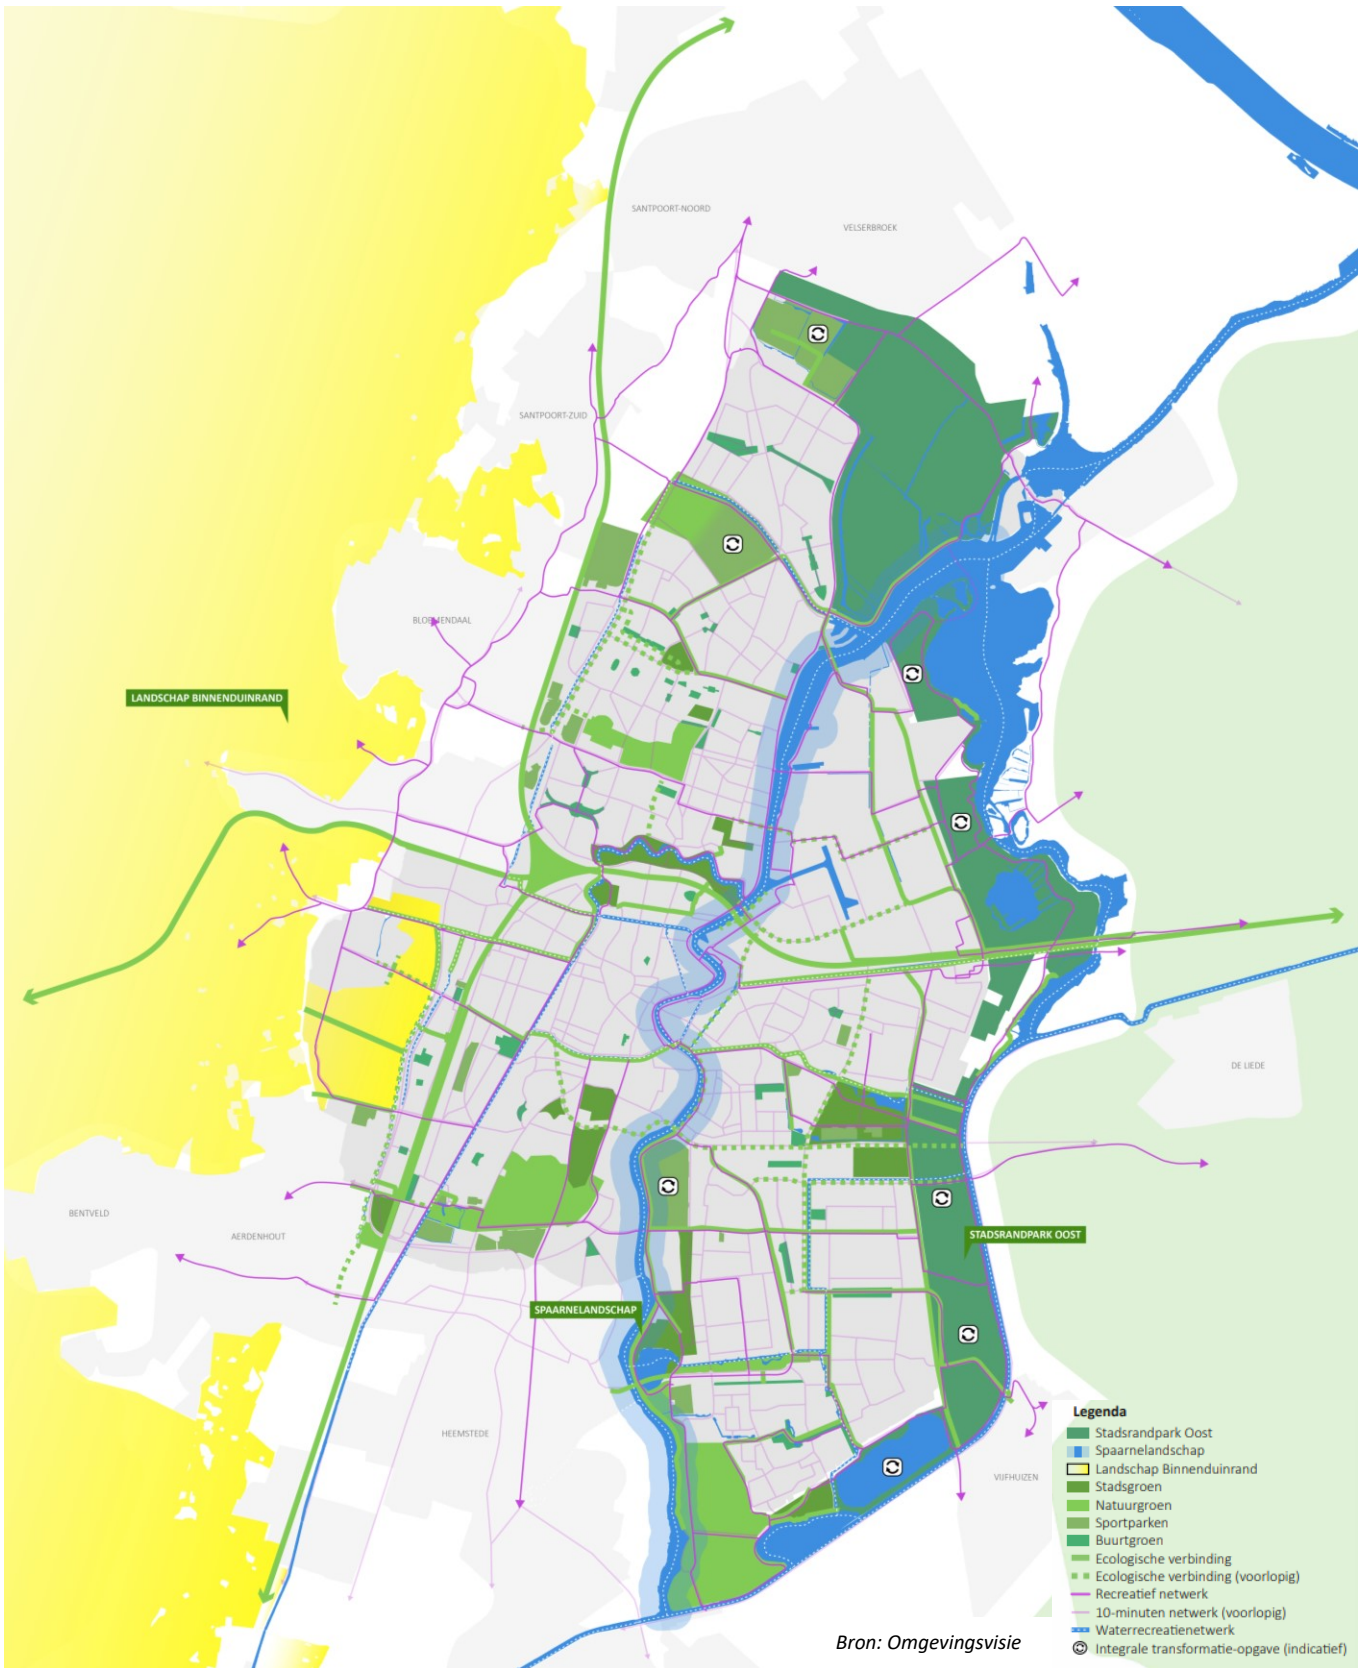 SANTPOORT-NOORD
VELSERBROEK
SANTPOORT-ZUID
BLOEMENDAAL
LANDSCHAP BINNENDUINRAND
DE LIEDE
BENTVELD
AERDENHOUT
STADSRANDPARK OOST
SPAARNELANDSCHAP
HEEMSTEDE
VIJFHUIZEN
Legenda
Stadsrandpark Oost
Spaarnelandschap
Landschap Binnenduinrand
Stadsgroen
Natuurgroen
Sportparken
Buurtgroen
Ecologische verbinding
Ecologische verbinding (voorlopig)
Recreatief netwerk
10-minuten netwerk (voorlopig)
Waterrecreatienetwerk
Integrale transformatie-opgave (indicatief)
Bron: Omgevingsvisie